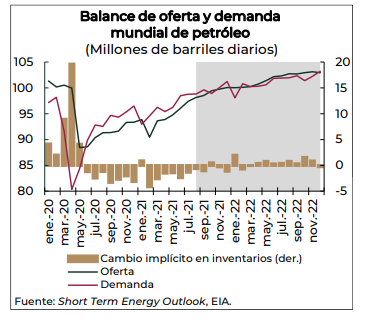 Balance de oferta y demanda
mundial de petróleo
(Millones de barriles diarios)
105
100
95
90
85
80
20
15
10
5
0
-5
ene.-20
mar.-20
may.-20
jul.-20
sep.-20
nov.-20
ene.-21
mar.-21
may.-21
jul.-21
sep.-21
nov.-21
ene.-22
mar.-22
may.-22
jul.-22
sep.-22
nov.-22
Cambio implícito en inventarios (der.)
Oferta
Demanda
Fuente: Short Term Energy Outlook, EIA.